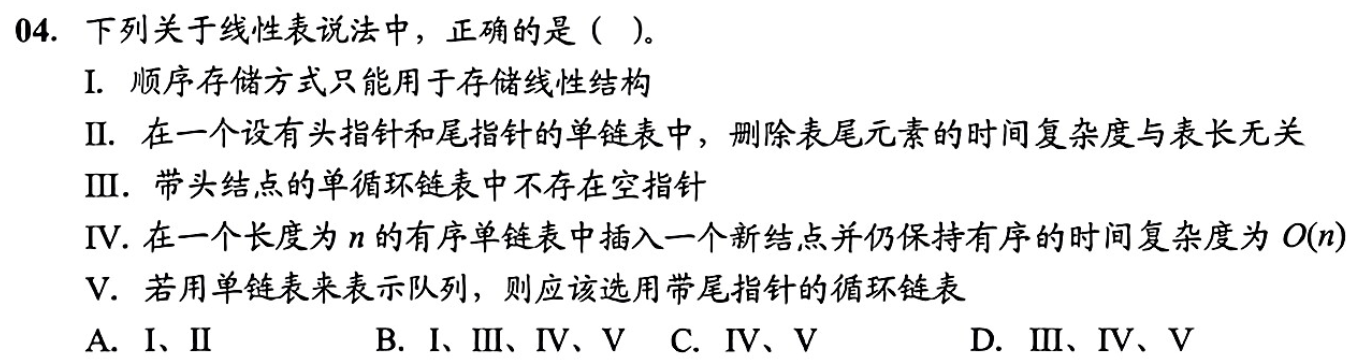 04. 下列关于线性表说法中，正确的是（ ）。
I. 顺序存储方式只能用于存储线性结构
II. 在一个设有头指针和尾指针的单链表中，删除表尾元素的时间复杂度与表长无关
III. 带头结点的单循环链表中不存在空指针
IV. 在一个长度为 n 的有序单链表中插入一个新结点并仍保持有序的时间复杂度为 O(n)
V. 若用单链表来表示队列，则应该选用带尾指针的循环链表
A. I、II B. I、III、IV、V C. IV、V D. III、IV、V